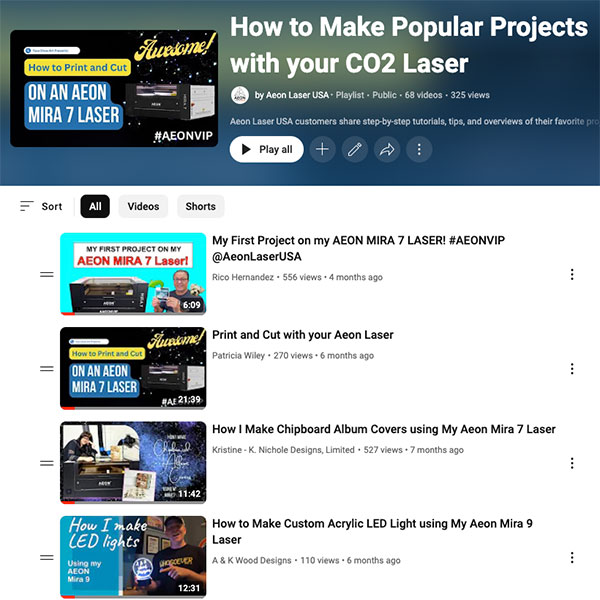 How to Make Popular Projects
with your CO2 Laser
Awesome!
How to Print and Cut
ON AN AEON
MIRA 7 LASER
#AEONVIP
by Aeon Laser USA • Playlist • Public • 68 videos • 325 views
Aeon Laser USA customers share step-by-step tutorials, tips, and overviews of their favorite pro
Play all
Sort
All
Videos
Shorts
MY FIRST PROJECT ON MY
AEON MIRA 7 Laser!
6:09
My First Project on my AEON MIRA 7 LASER! #AEONVIP
@AeonLaserUSA
Rico Hernandez • 556 views • 4 months ago
Awesome!
How to Print and Cut
ON AN AEON
MIRA 7 LASER
21:39
Print and Cut with your Aeon Laser
Patricia Wiley • 270 views • 6 months ago
11:42
How I Make Chipboard Album Covers using My Aeon Mira 7 Laser
Kristine - K. Nichole Designs, Limited • 527 views • 7 months ago
How I make
LED lights
Using my
AEON
Mira 9
12:31
How to Make Custom Acrylic LED Light using My Aeon Mira 9
Laser
A & K Wood Designs • 110 views • 6 months ago